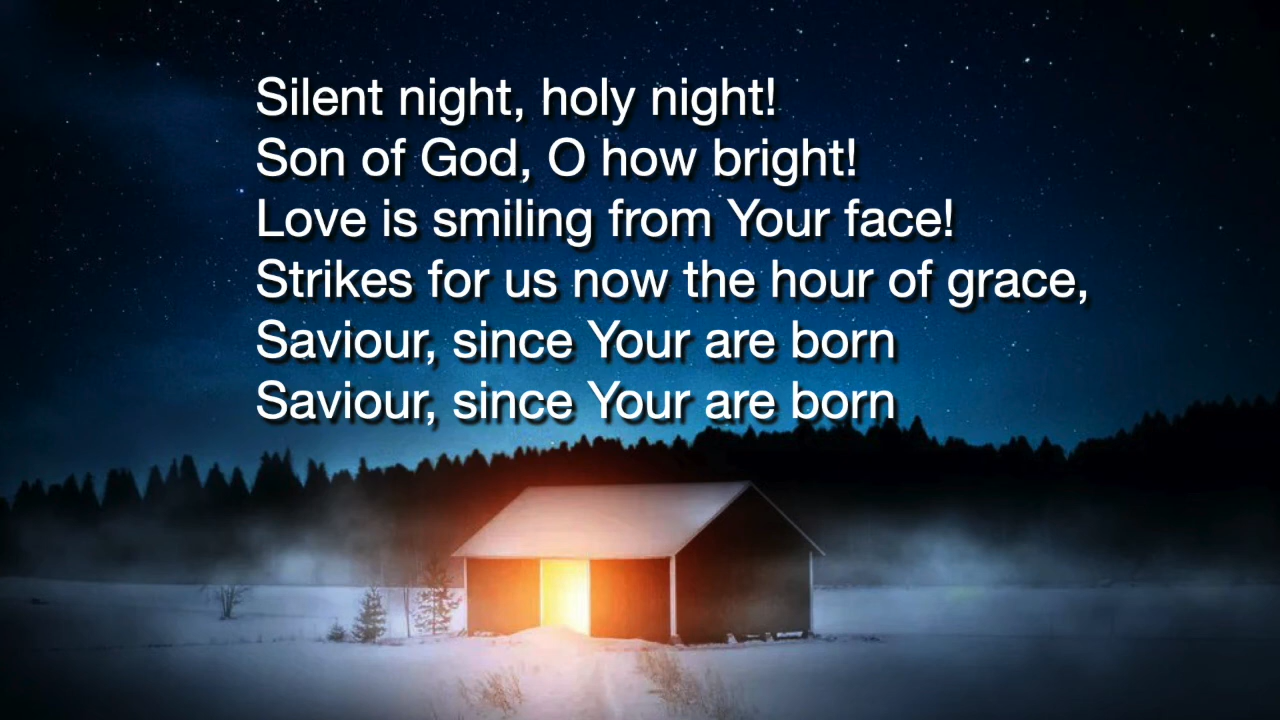 Silent night, holy night!
Son of God, O how bright!
Love is smiling from Your face!
Strikes for us now the hour of grace,
Saviour, since Your are born
Saviour, since Your are born